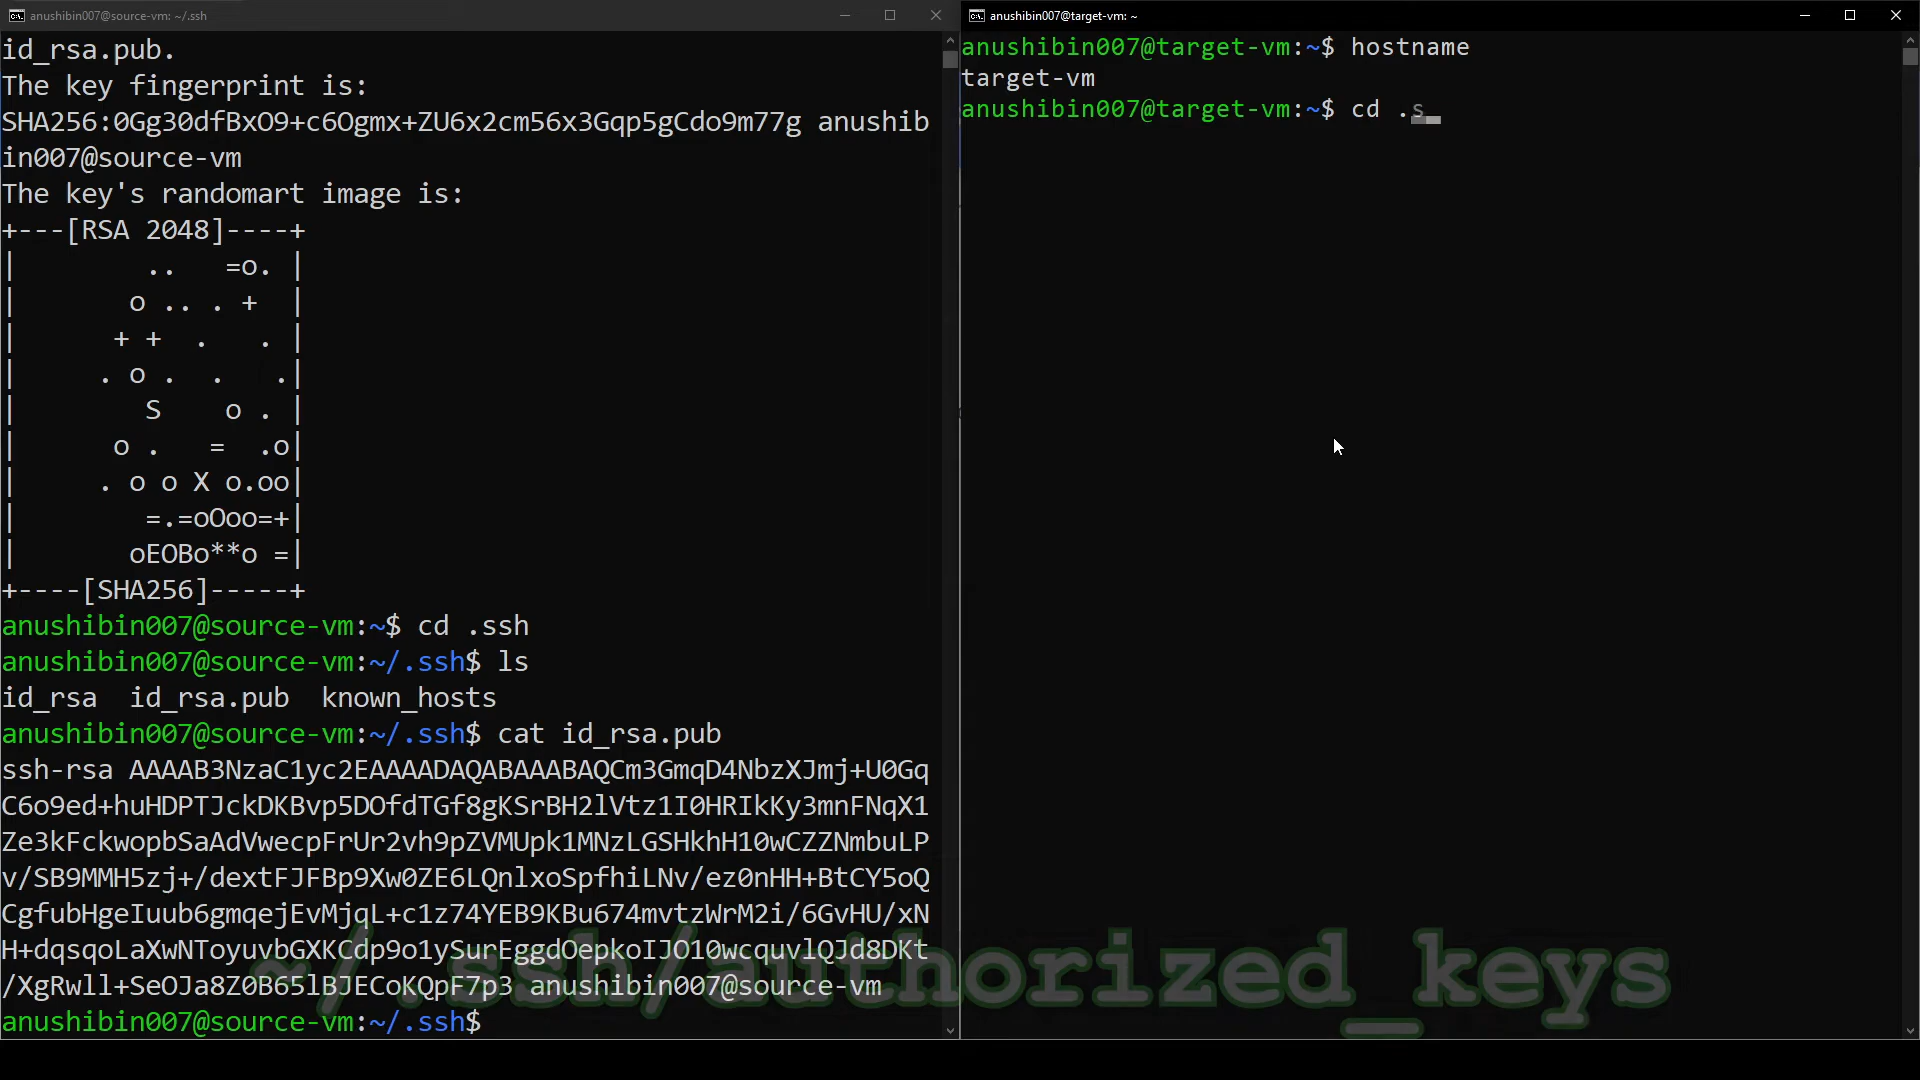 anushibin007@source-vm: ~/.ssh
id_rsa.pub.
The key fingerprint is:
SHA256:0Gg30dfBxO9+c6Ogmx+ZU6x2cm56x3Gqp5gCdo9m77g anushib
in007@source-vm
The key's randomart image is:
+---[RSA 2048]----+
|        ..   =o. |
|       o .. . +  |
|      + +  .   . |
|     . o .  .   .|
|        S    o . |
|      o .   =  .o|
|     . o o X o.oo|
|        =.=oOoo=+|
|       oEOBo**o =|
+----[SHA256]-----+
anushibin007@source-vm:~$ cd .ssh
anushibin007@source-vm:~/.ssh$ ls
id_rsa  id_rsa.pub  known_hosts
anushibin007@source-vm:~/.ssh$ cat id_rsa.pub
ssh-rsa AAAAB3NzaC1yc2EAAAADAQABAAABAQCm3GmqD4NbzXJmj+U0Gq
C6o9ed+huHDPTJckDKBvp5DOfdTGf8gKSrBH2lVtz1I0HRIkKy3mnFNqX1
Ze3kFckwopbSaAdVwecpFrUr2vh9pZVMUpk1MNzLGSHkhH10wCZZNmbuLP
v/SB9MMH5zj+/dextFJFBp9Xw0ZE6LQnlxoSpfhiLNv/ez0nHH+BtCY5oQ
CgfubHgeIuub6gmqejEvMjqL+c1z74YEB9KBu674mvtzWrM2i/6GvHU/xN
H+dqsqoLaXwNToyuvbGXKCdp9o1ySurEggdOepkoIJO10wcquvlQJd8DKt
/XgRwll+SeOJa8Z0B65lBJECoKQpF7p3 anushibin007@source-vm
anushibin007@source-vm:~/.ssh$
anushibin007@target-vm: ~
anushibin007@target-vm:~$ hostname
target-vm
anushibin007@target-vm:~$ cd .s
~/.ssh/authorized_keys